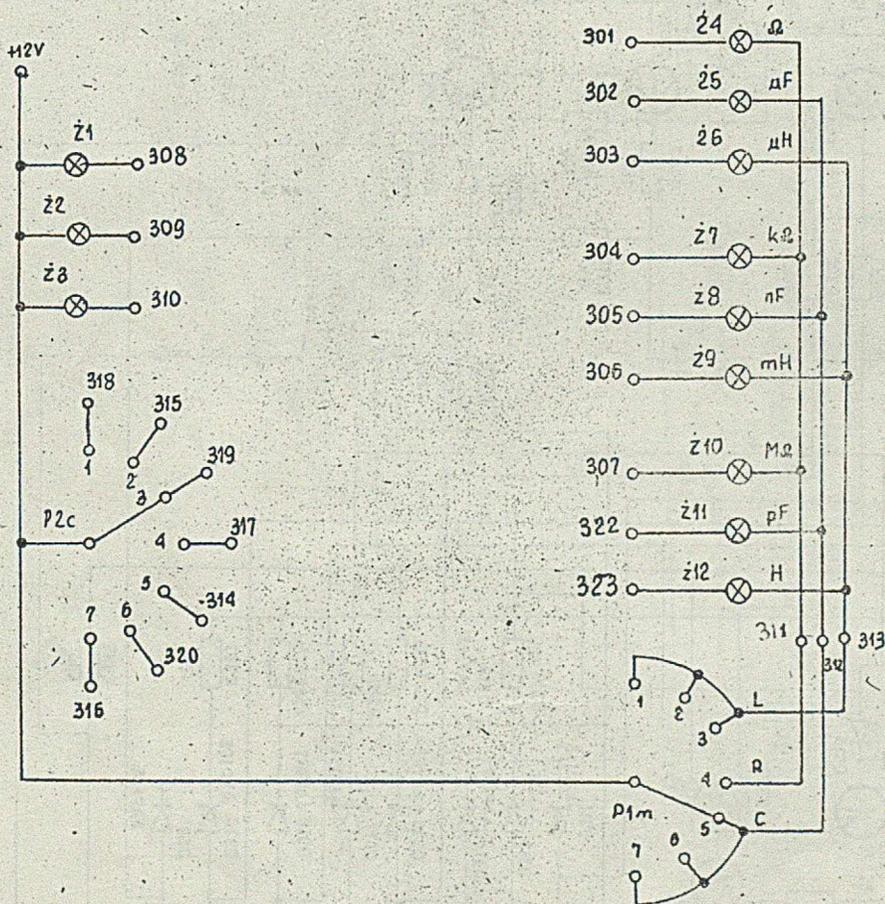 +12V
ż1 308
ż2 309
ż3 310
318
1
315
2
319
3
P2c
4 317
5
314
6
320
7
316
301 ż4 Ω
302 ż5 µF
303 ż6 µH
304 ż7 kΩ
305 ż8 nF
306 ż9 mH
307 ż10 MΩ
322 ż11 pF
323 ż12 H
311
312
313
1
2
3
L
4 R
P1m
5
C
6
7